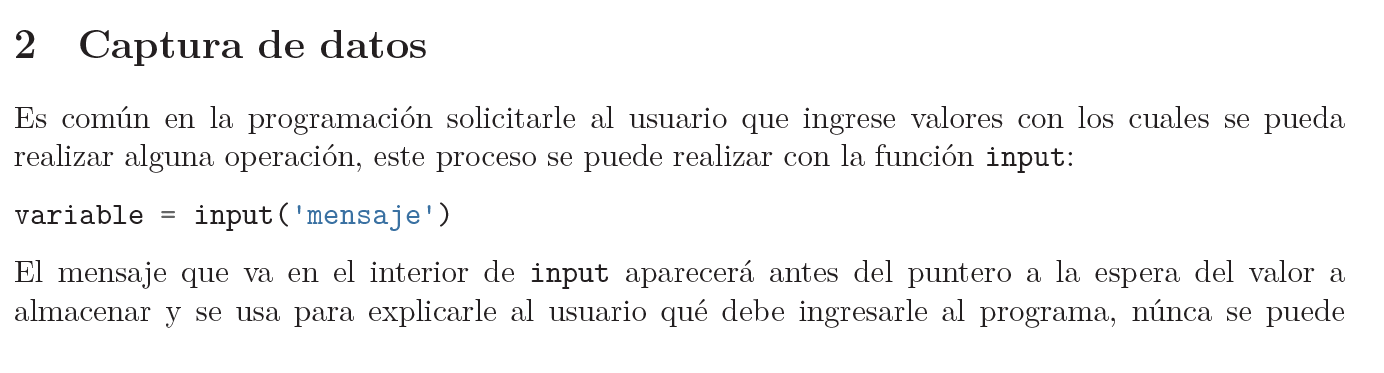 2 Captura de datos
Es común en la programación solicitarle al usuario que ingrese valores con los cuales se pueda
realizar alguna operación, este proceso se puede realizar con la función input:
variable = input('mensaje')
El mensaje que va en el interior de input aparecerá antes del puntero a la espera del valor a
almacenar y se usa para explicarle al usuario qué debe ingresarle al programa, núnca se puede